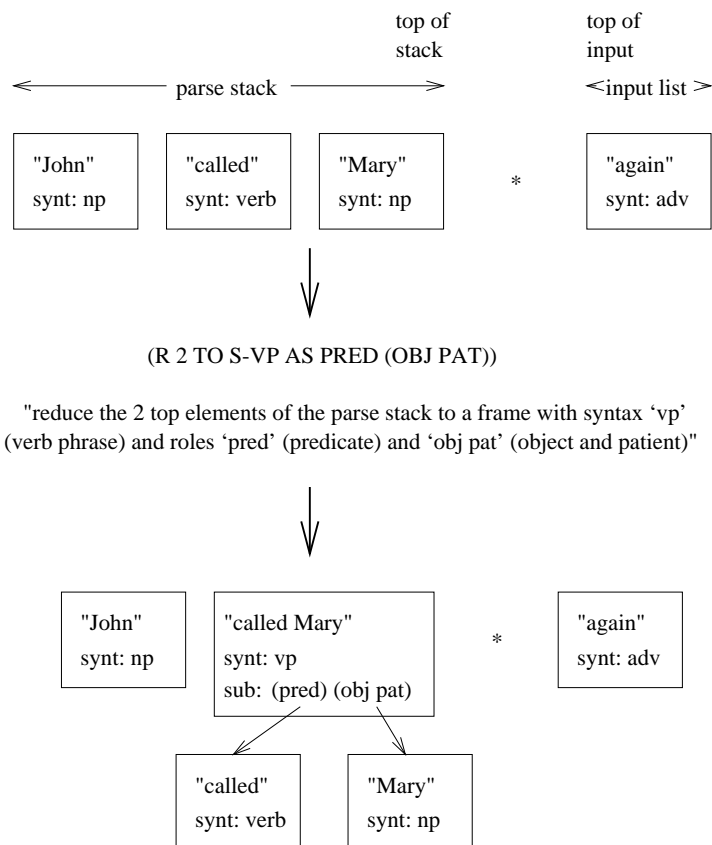 top of
stack
top of
input
parse stack
input list
"John"
synt: np
"called"
synt: verb
"Mary"
synt: np
*
"again"
synt: adv
(R 2 TO S-VP AS PRED (OBJ PAT))
"reduce the 2 top elements of the parse stack to a frame with syntax ‘vp’
(verb phrase) and roles ‘pred’ (predicate) and ‘obj pat’ (object and patient)"
"John"
synt: np
"called Mary"
synt: vp
sub: (pred) (obj pat)
*
"again"
synt: adv
"called"
synt: verb
"Mary"
synt: np